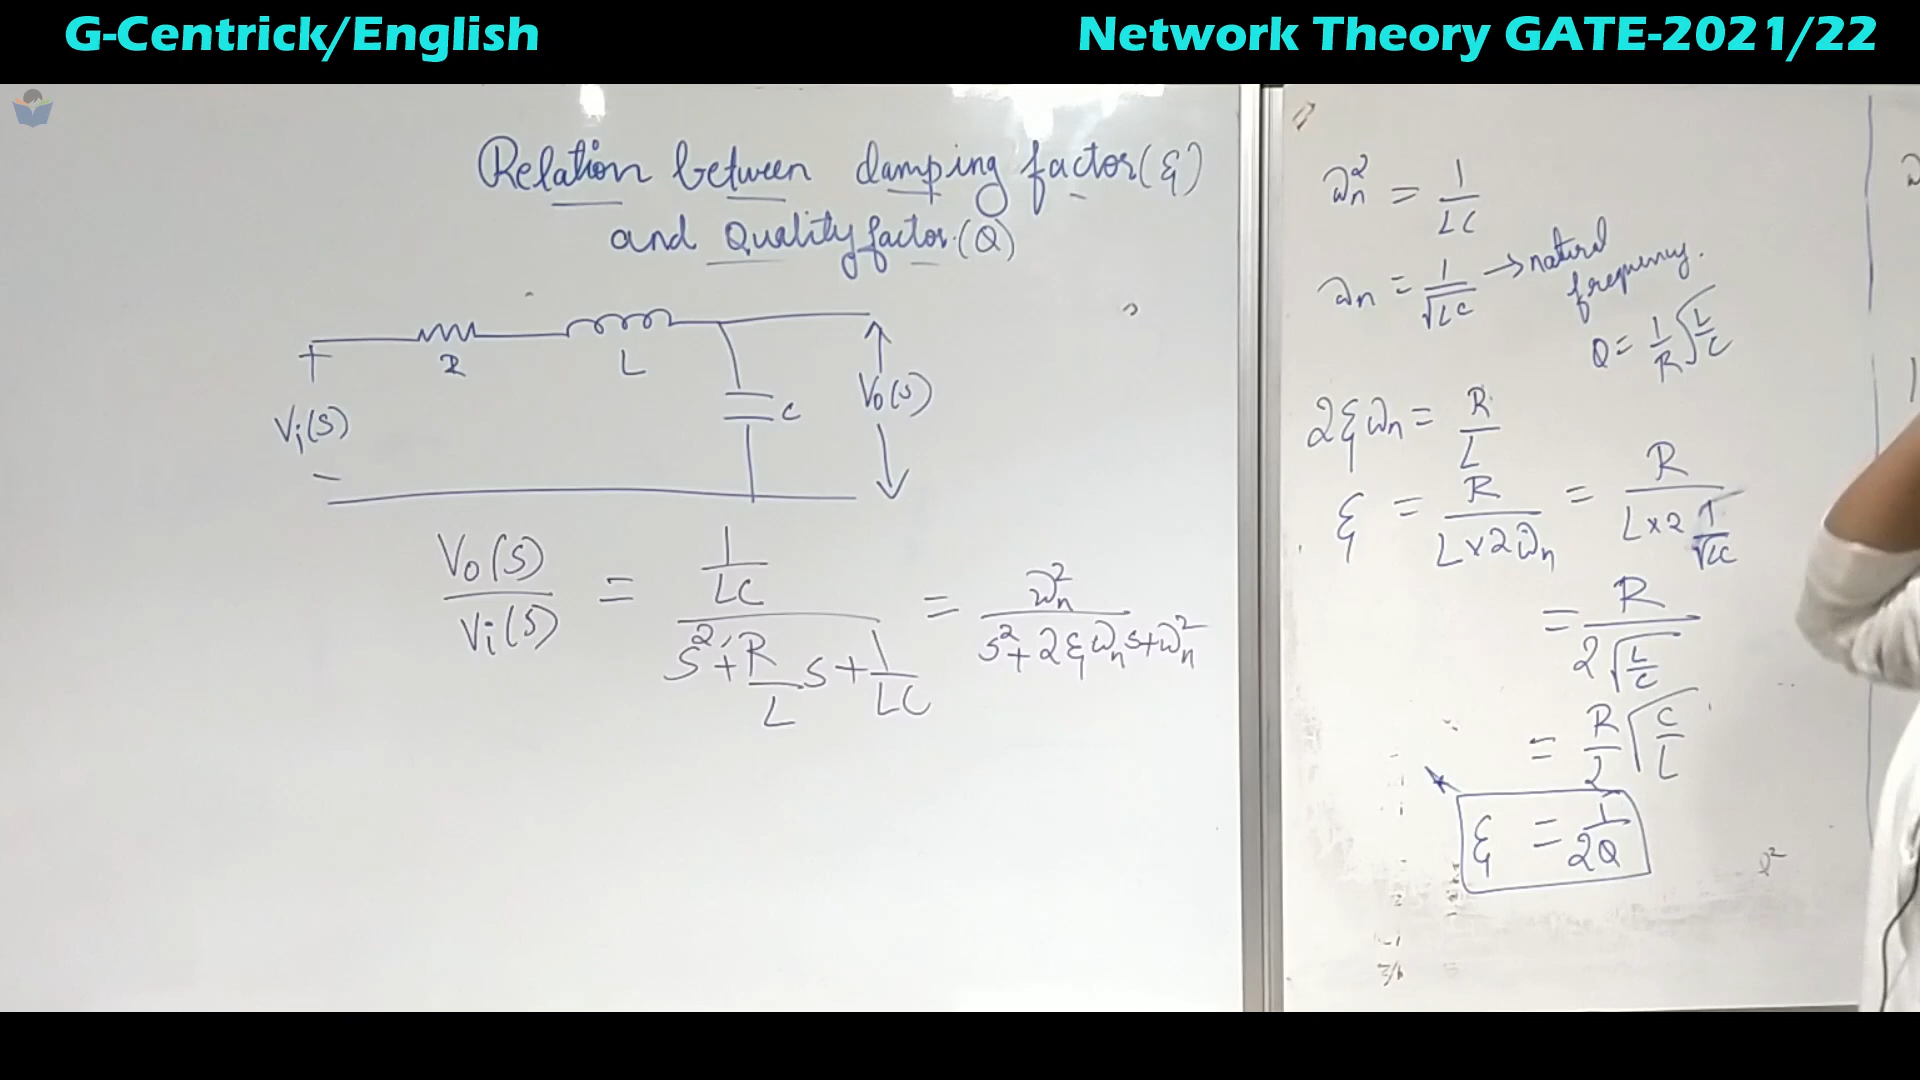 G-Centrick/English
Network Theory GATE-2021/22
Relation between damping factor (ξ)
and Quality factor (Q)
+
R
L
Vi(s)
C
Vo(s)
-
Vo(s)/Vi(s) = (1/LC)/(s² + R/L s + 1/LC) = ωn²/(s² + 2ξωns + ωn²)
ωn² = 1/LC
ωn = 1/√LC → natural frequency.
Q = 1/R √(L/C)
2ξωn = R/L
ξ = R/(L×2ωn) = R/(L×2 1/√LC)
= R/(2√(L/C))
= R/2 √(C/L)
ξ = 1/2Q